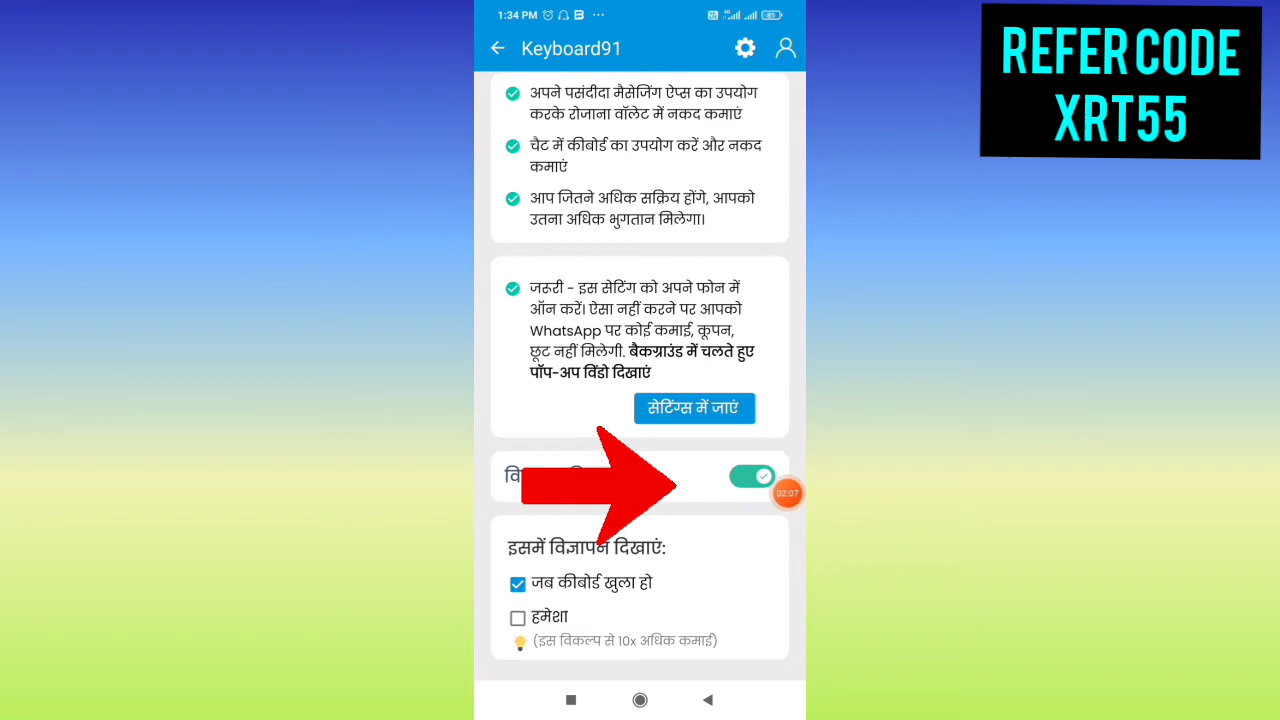 1:34 PM
REFER CODE
XRT55
Keyboard91
अपने पसंदीदा मैसेजिंग ऐप्स का उपयोग
करके रोजाना वॉलेट में नकद कमाएं
चैट में कीबोर्ड का उपयोग करें और नकद
कमाएं
आप जितने अधिक सक्रिय होंगे, आपको
उतना अधिक भुगतान मिलेगा।
जरूरी - इस सेटिंग को अपने फोन में
ऑन करें। ऐसा नहीं करने पर आपको
WhatsApp पर कोई कमाई, कूपन,
छूट नहीं मिलेगी. बैकग्राउंड में चलते हुए
पॉप-अप विंडो दिखाएं
सेटिंग्स में जाएं
02:07
इसमें विज्ञापन दिखाएं:
जब कीबोर्ड खुला हो
हमेशा
(इस विकल्प से 10x अधिक कमाई)